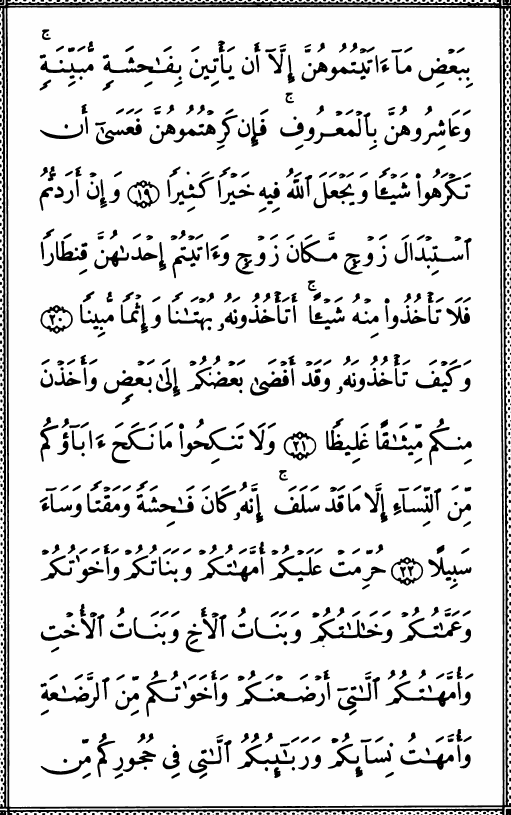 بِبَعْضِ مَآ ءَاتَيْتُمُوهُنَّ إِلَّآ أَن يَأْتِينَ بِفَـٰحِشَةٍ مُّبَيِّنَةٍ ۚ
وَعَاشِرُوهُنَّ بِٱلْمَعْرُوفِ ۚ فَإِن كَرِهْتُمُوهُنَّ فَعَسَىٰٓ أَن
تَكْرَهُوا۟ شَيْـًٔا وَيَجْعَلَ ٱللَّهُ فِيهِ خَيْرًا كَثِيرًا ﴿١٩﴾ وَإِنْ أَرَدتُّمُ
ٱسْتِبْدَالَ زَوْجٍ مَّكَانَ زَوْجٍ وَءَاتَيْتُمْ إِحْدَىٰهُنَّ قِنطَارًا
فَلَا تَأْخُذُوا۟ مِنْهُ شَيْـًٔا ۚ أَتَأْخُذُونَهُۥ بُهْتَـٰنًا وَإِثْمًا مُّبِينًا ﴿٢٠﴾
وَكَيْفَ تَأْخُذُونَهُۥ وَقَدْ أَفْضَىٰ بَعْضُكُمْ إِلَىٰ بَعْضٍ وَأَخَذْنَ
مِنكُم مِّيثَـٰقًا غَلِيظًا ﴿٢١﴾ وَلَا تَنكِحُوا۟ مَا نَكَحَ ءَابَآؤُكُم
مِّنَ ٱلنِّسَآءِ إِلَّا مَا قَدْ سَلَفَ ۚ إِنَّهُۥ كَانَ فَـٰحِشَةً وَمَقْتًا وَسَآءَ
سَبِيلًا ﴿٢٢﴾ حُرِّمَتْ عَلَيْكُمْ أُمَّهَـٰتُكُمْ وَبَنَاتُكُمْ وَأَخَوَٰتُكُمْ
وَعَمَّـٰتُكُمْ وَخَـٰلَـٰتُكُمْ وَبَنَاتُ ٱلْأَخِ وَبَنَاتُ ٱلْأُخْتِ
وَأُمَّهَـٰتُكُمُ ٱلَّـٰتِىٓ أَرْضَعْنَكُمْ وَأَخَوَٰتُكُم مِّنَ ٱلرَّضَـٰعَةِ
وَأُمَّهَـٰتُ نِسَآئِكُمْ وَرَبَـٰٓئِبُكُمُ ٱلَّـٰتِى فِى حُجُورِكُم مِّن